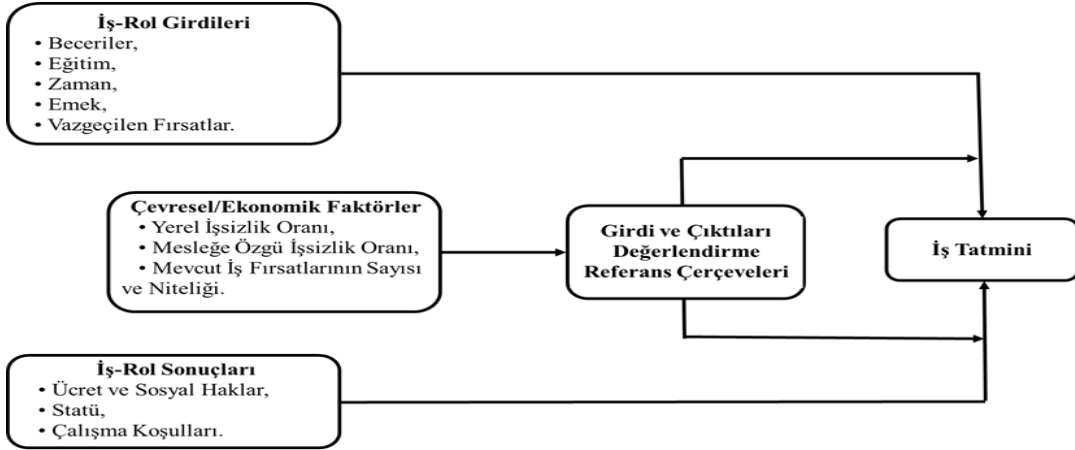 İş-Rol Girdileri
• Beceriler,
• Eğitim,
• Zaman,
• Emek,
• Vazgeçilen Fırsatlar.
Çevresel/Ekonomik Faktörler
• Yerel İşsizlik Oranı,
• Mesleğe Özgü İşsizlik Oranı,
• Mevcut İş Fırsatlarının Sayısı
ve Niteliği.
Girdi ve Çıktıları
Değerlendirme
Referans Çerçeveleri
İş Tatmini
İş-Rol Sonuçları
• Ücret ve Sosyal Haklar,
• Statü,
• Çalışma Koşulları.